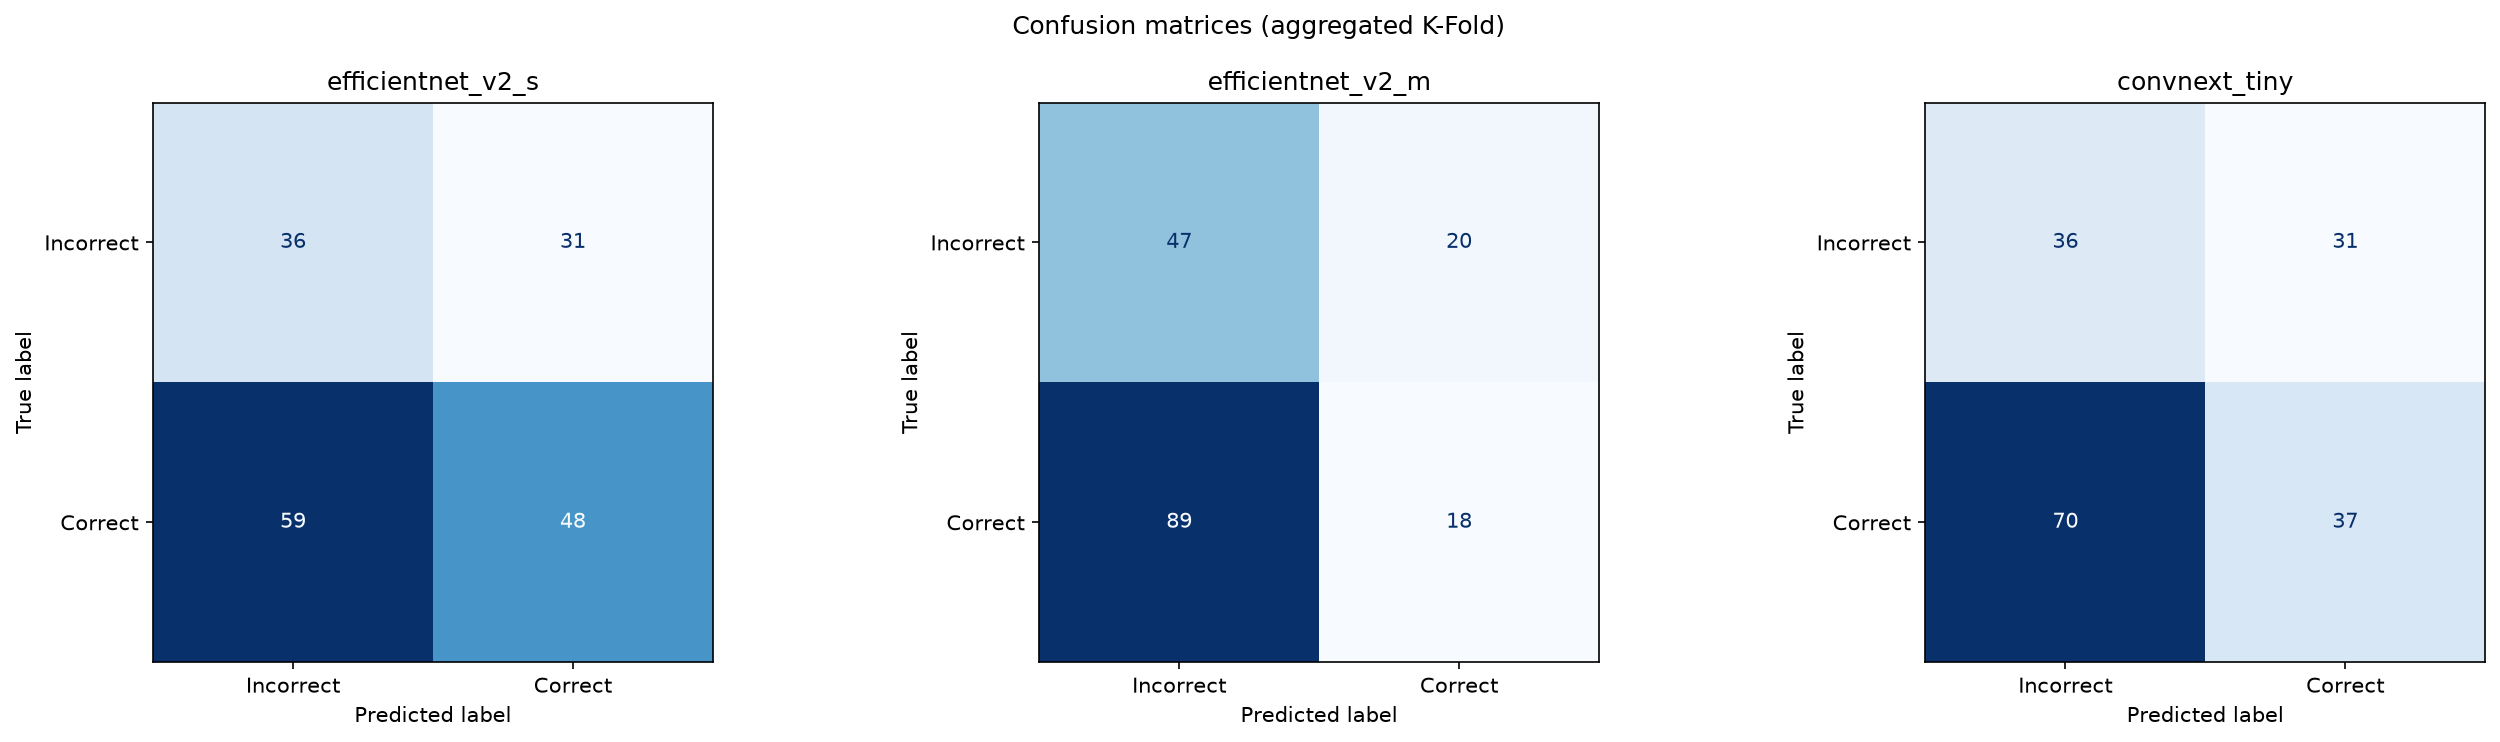 Confusion matrices (aggregated K-Fold)
efficientnet_v2_s
True label
Incorrect
36
31
Correct
59
48
Incorrect
Correct
Predicted label
efficientnet_v2_m
True label
Incorrect
47
20
Correct
89
18
Incorrect
Correct
Predicted label
convnext_tiny
True label
Incorrect
36
31
Correct
70
37
Incorrect
Correct
Predicted label